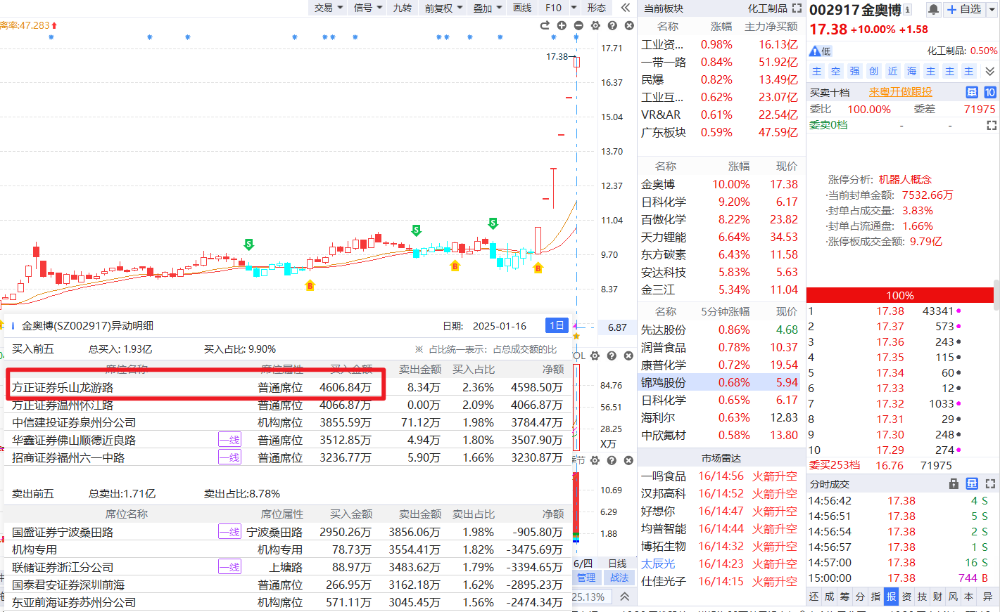 交易 信号 九转 前复权 叠加 画线 F10 形态
离率:47.283
17.38
17.71
16.37
15.04
13.70
12.37
11.04
9.70
8.37
6.87
S
S
S
B
B
B
金奥博(SZ002917)异动明细 日期: 2025-01-16 1日
买入前五 总买入: 1.93亿 买入占比: 9.90% ※ 占比统一表示：占总成交额的比
席位名称 席位属性 买入金额 卖出金额 买入占比 净额
方正证券乐山龙游路 普通席位 4606.84万 8.34万 2.36% 4598.50万
方正证券温州怀江路 普通席位 4066.87万 0.00万 2.09% 4066.87万
中信建投证券泉州分公司 机构席位 3855.59万 71.12万 1.98% 3784.47万
华鑫证券佛山顺德近良路 一线 普通席位 3512.85万 4.94万 1.80% 3507.90万
招商证券福州六一中路 一线 普通席位 3236.77万 5.90万 1.66% 3230.87万
卖出前五 总卖出:1.71亿 卖出占比:8.78%
席位名称 席位属性 买入金额 卖出金额 卖出占比 净额
国盛证券宁波桑田路 一线 宁波桑田路 2950.26万 3856.06万 1.98% -905.80万
机构专用 机构专用 78.73万 3554.41万 1.82% -3475.69万
联储证券浙江分公司 一线 上塘路 88.97万 3483.62万 1.79% -3394.65万
国泰君安证券深圳前海 普通席位 266.95万 3162.18万 1.62% -2895.23万
东亚前海证券苏州分公司 机构席位 571.11万 3045.45万 1.56% -2474.34万
OL
84.76
56.51
28.25
X万
节
10.69
6.29
1.88
6/四 日线
管理 战法
25.13%
当前板块 化工制品
名称 涨幅 主力净买额
工业资... 0.98% 16.13亿
一带一路 0.84% 51.92亿
民爆 0.82% 13.49亿
工业互... 0.62% 23.07亿
VR&AR 0.61% 22.54亿
广东板块 0.59% 47.59亿
名称 涨幅 现价
金奥博 10.00% 17.38
日科化学 9.20% 6.17
百傲化学 8.22% 23.82
天力锂能 6.64% 34.53
东方碳素 6.43% 11.58
安达科技 5.83% 5.63
金三江 5.34% 11.04
名称 5分钟涨幅 现价
先达股份 0.86% 4.68
润普食品 0.78% 10.37
康普化学 0.72% 19.54
锦鸡股份 0.68% 5.94
日科化学 0.65% 6.17
海利尔 0.63% 12.83
中欣氟材 0.58% 13.80
市场雷达
一鸣食品 16/14:56 火箭升空
汉邦高科 16/14:52 火箭升空
好想你 16/14:47 火箭升空
均普智能 16/14:44 火箭升空
博拓生物 16/14:32 火箭升空
太辰光 16/14:23 火箭升空
仕佳光子 16/14:15 火箭升空
002917 金奥博 自选
17.38 +10.00% +1.58
低 化工制品: 0.50%
主 空 强 创 近 海 主 主 主
买卖十档 来粤开做跟投 量 10
委比 100.00% 委差 71975
委卖0档 - -
涨停分析: 机器人概念
·当前封单金额: 7532.66万
·封单占成交量: 3.83%
·封单占流通盘: 1.66%
·涨停板成交金额: 9.79亿
100%
1 17.38 43341
2 17.37 573
3 17.36 243
4 17.35 115
5 17.34 60
6 17.33 12
7 17.32 1033
8 17.31 29
9 17.30 248
10 17.29 274
委买253档 16.76 71975
分时成交 量
14:56:42 17.38 4 S
14:56:51 17.38 5 S
14:56:54 17.38 2 S
14:56:57 17.38 1 S
14:57:00 17.38 16 S
15:00:00 17.38 744 B
还 成 筹 分 指 报 资 技 财 风 本 异